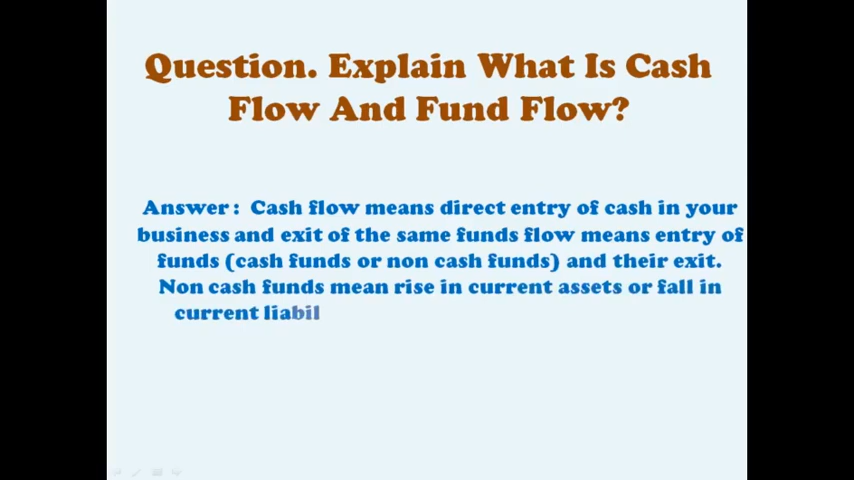 Question. Explain What Is Cash
Flow And Fund Flow?
Answer : Cash flow means direct entry of cash in your
business and exit of the same funds flow means entry of
funds (cash funds or non cash funds) and their exit.
Non cash funds mean rise in current assets or fall in
current liabil